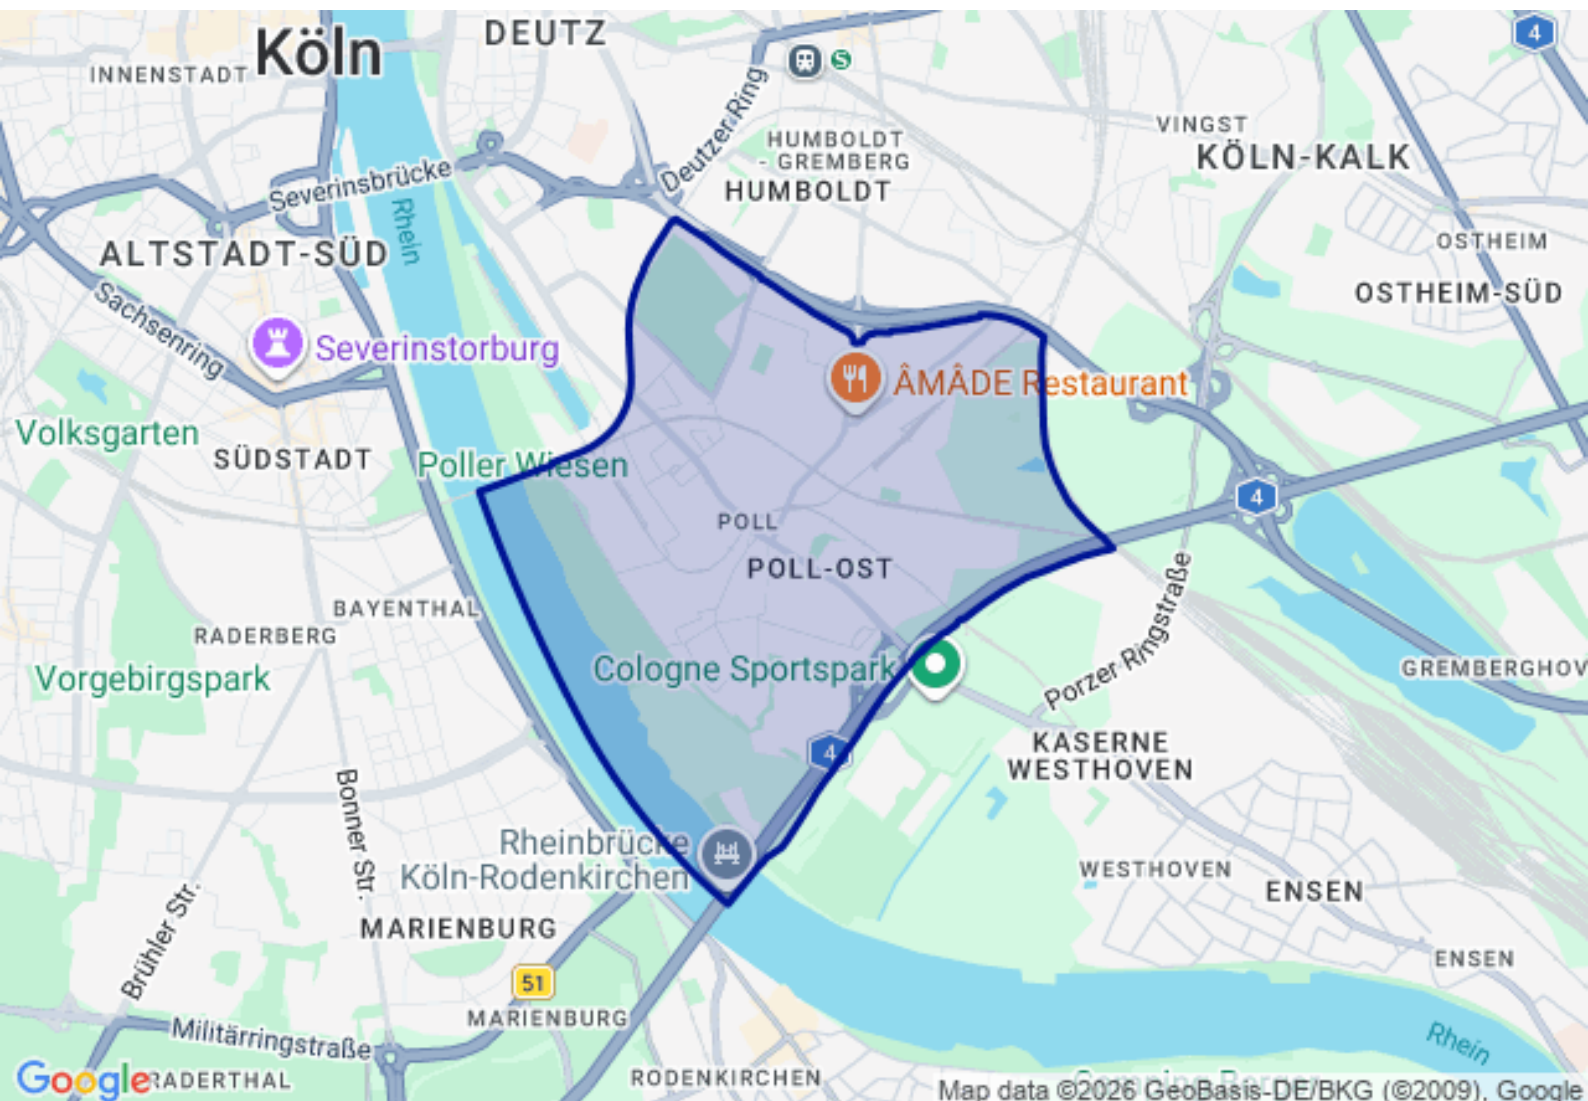 Köln
DEUTZ
INNENSTADT
S
4
Deutzer Ring
HUMBOLDT
- GREMBERG
HUMBOLDT
VINGST
KÖLN-KALK
Severinsbrücke
Rhein
ALTSTADT-SÜD
OSTHEIM
OSTHEIM-SÜD
Sachsenring
Severinstorburg
ÂMÂDE Restaurant
Volksgarten
SÜDSTADT
Poller Wiesen
4
POLL
POLL-OST
BAYENTHAL
RADERBERG
Vorgebirgspark
Cologne Sportspark
Porzer Ringstraße
GREMBERGHOV
4
KASERNE
WESTHOVEN
Bonner Str.
Rheinbrücke
Köln-Rodenkirchen
WESTHOVEN
ENSEN
MARIENBURG
Brühler Str.
ENSEN
51
MARIENBURG
Militärringstraße
Rhein
Google
RADERTHAL
RODENKIRCHEN
Map data ©2026 GeoBasis-DE/BKG (©2009), Google